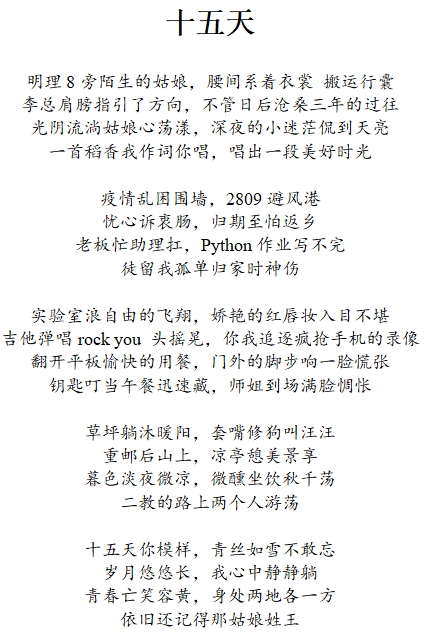 十五天
明理 8 旁陌生的姑娘，腰间系着衣裳 搬运行囊
李总肩膀指引了方向，不管日后沧桑三年的过往
光阴流淌姑娘心荡漾，深夜的小迷茫侃到天亮
一首稻香我作词你唱，唱出一段美好时光
疫情乱困围墙，2809 避风港
忧心诉衷肠，归期至怕返乡
老板忙助理扛，Python 作业写不完
徒留我孤单归家时神伤
实验室浪自由的飞翔，娇艳的红唇妆入目不堪
吉他弹唱 rock you 头摇晃，你我追逐疯抢手机的录像
翻开平板愉快的用餐，门外的脚步响一脸慌张
钥匙叮当午餐迅速藏，师姐到场满脸惆怅
草坪躺沐暖阳，套嘴修狗叫汪汪
重邮后山上，凉亭憩美景享
暮色淡夜微凉，微醺坐饮秋千荡
二教的路上两个人游荡
十五天你模样，青丝如雪不敢忘
岁月悠悠长，我心中静静躺
青春亡笑容黄，身处两地各一方
依旧还记得那姑娘姓王